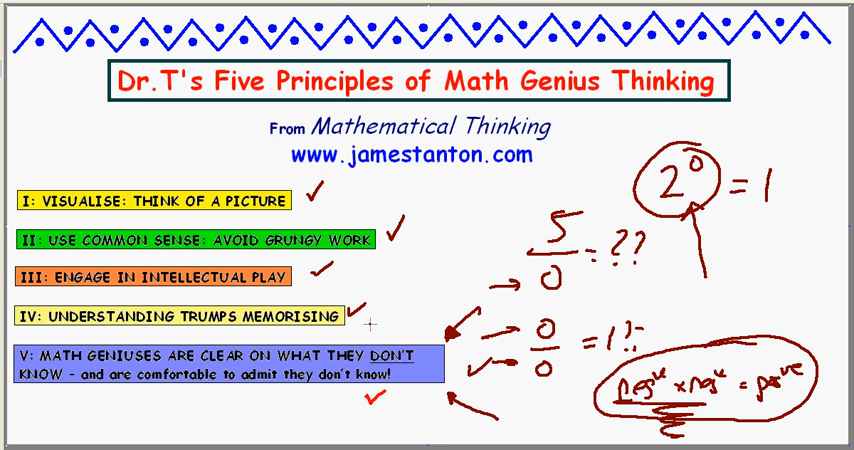 Dr.T's Five Principles of Math Genius Thinking
From Mathematical Thinking
www.jamestanton.com
I: VISUALISE: THINK OF A PICTURE
II: USE COMMON SENSE: AVOID GRUNGY WORK
III: ENGAGE IN INTELLECTUAL PLAY
IV: UNDERSTANDING TRUMPS MEMORISING
V: MATH GENIUSES ARE CLEAR ON WHAT THEY DON'T
KNOW - and are comfortable to admit they don't know!
2⁰ = 1
5/0 = ??
0/0 = 1??
negᵛᵉ × negᵛᵉ = posᵛᵉ